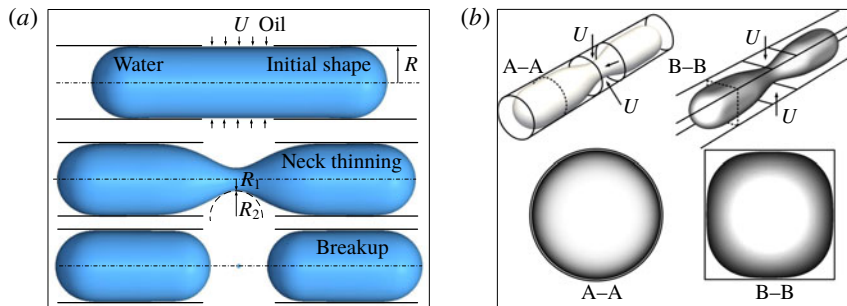 (a)
U Oil
Water
Initial shape
R
Neck thinning
R1
R2
Breakup
(b)
U
A–A
U
U
B–B
U
A–A
B–B